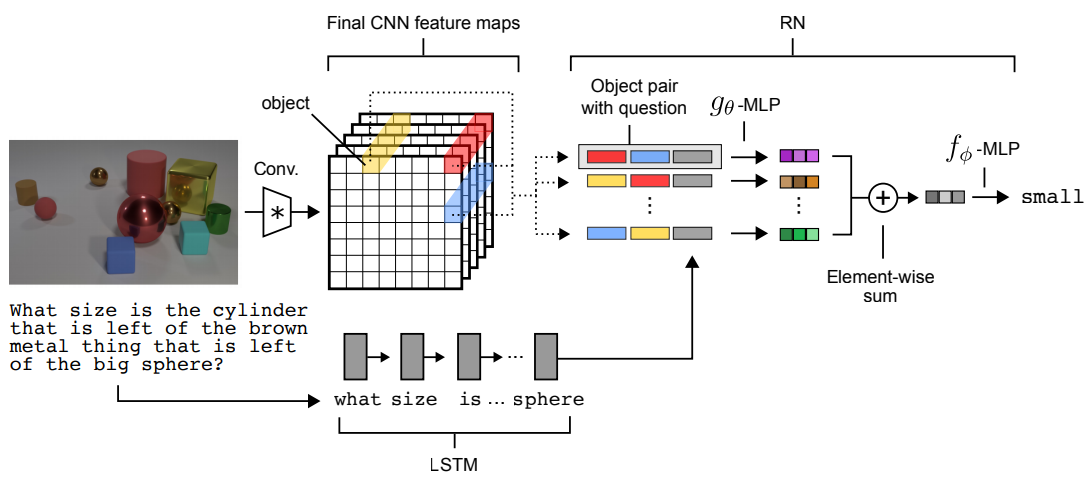 Final CNN feature maps
RN
object
Object pair
with question
gθ-MLP
fϕ-MLP
Conv.
*
...
+
small
Element-wise
sum
What size is the cylinder
that is left of the brown
metal thing that is left
of the big sphere?
...
what size is ... sphere
LSTM